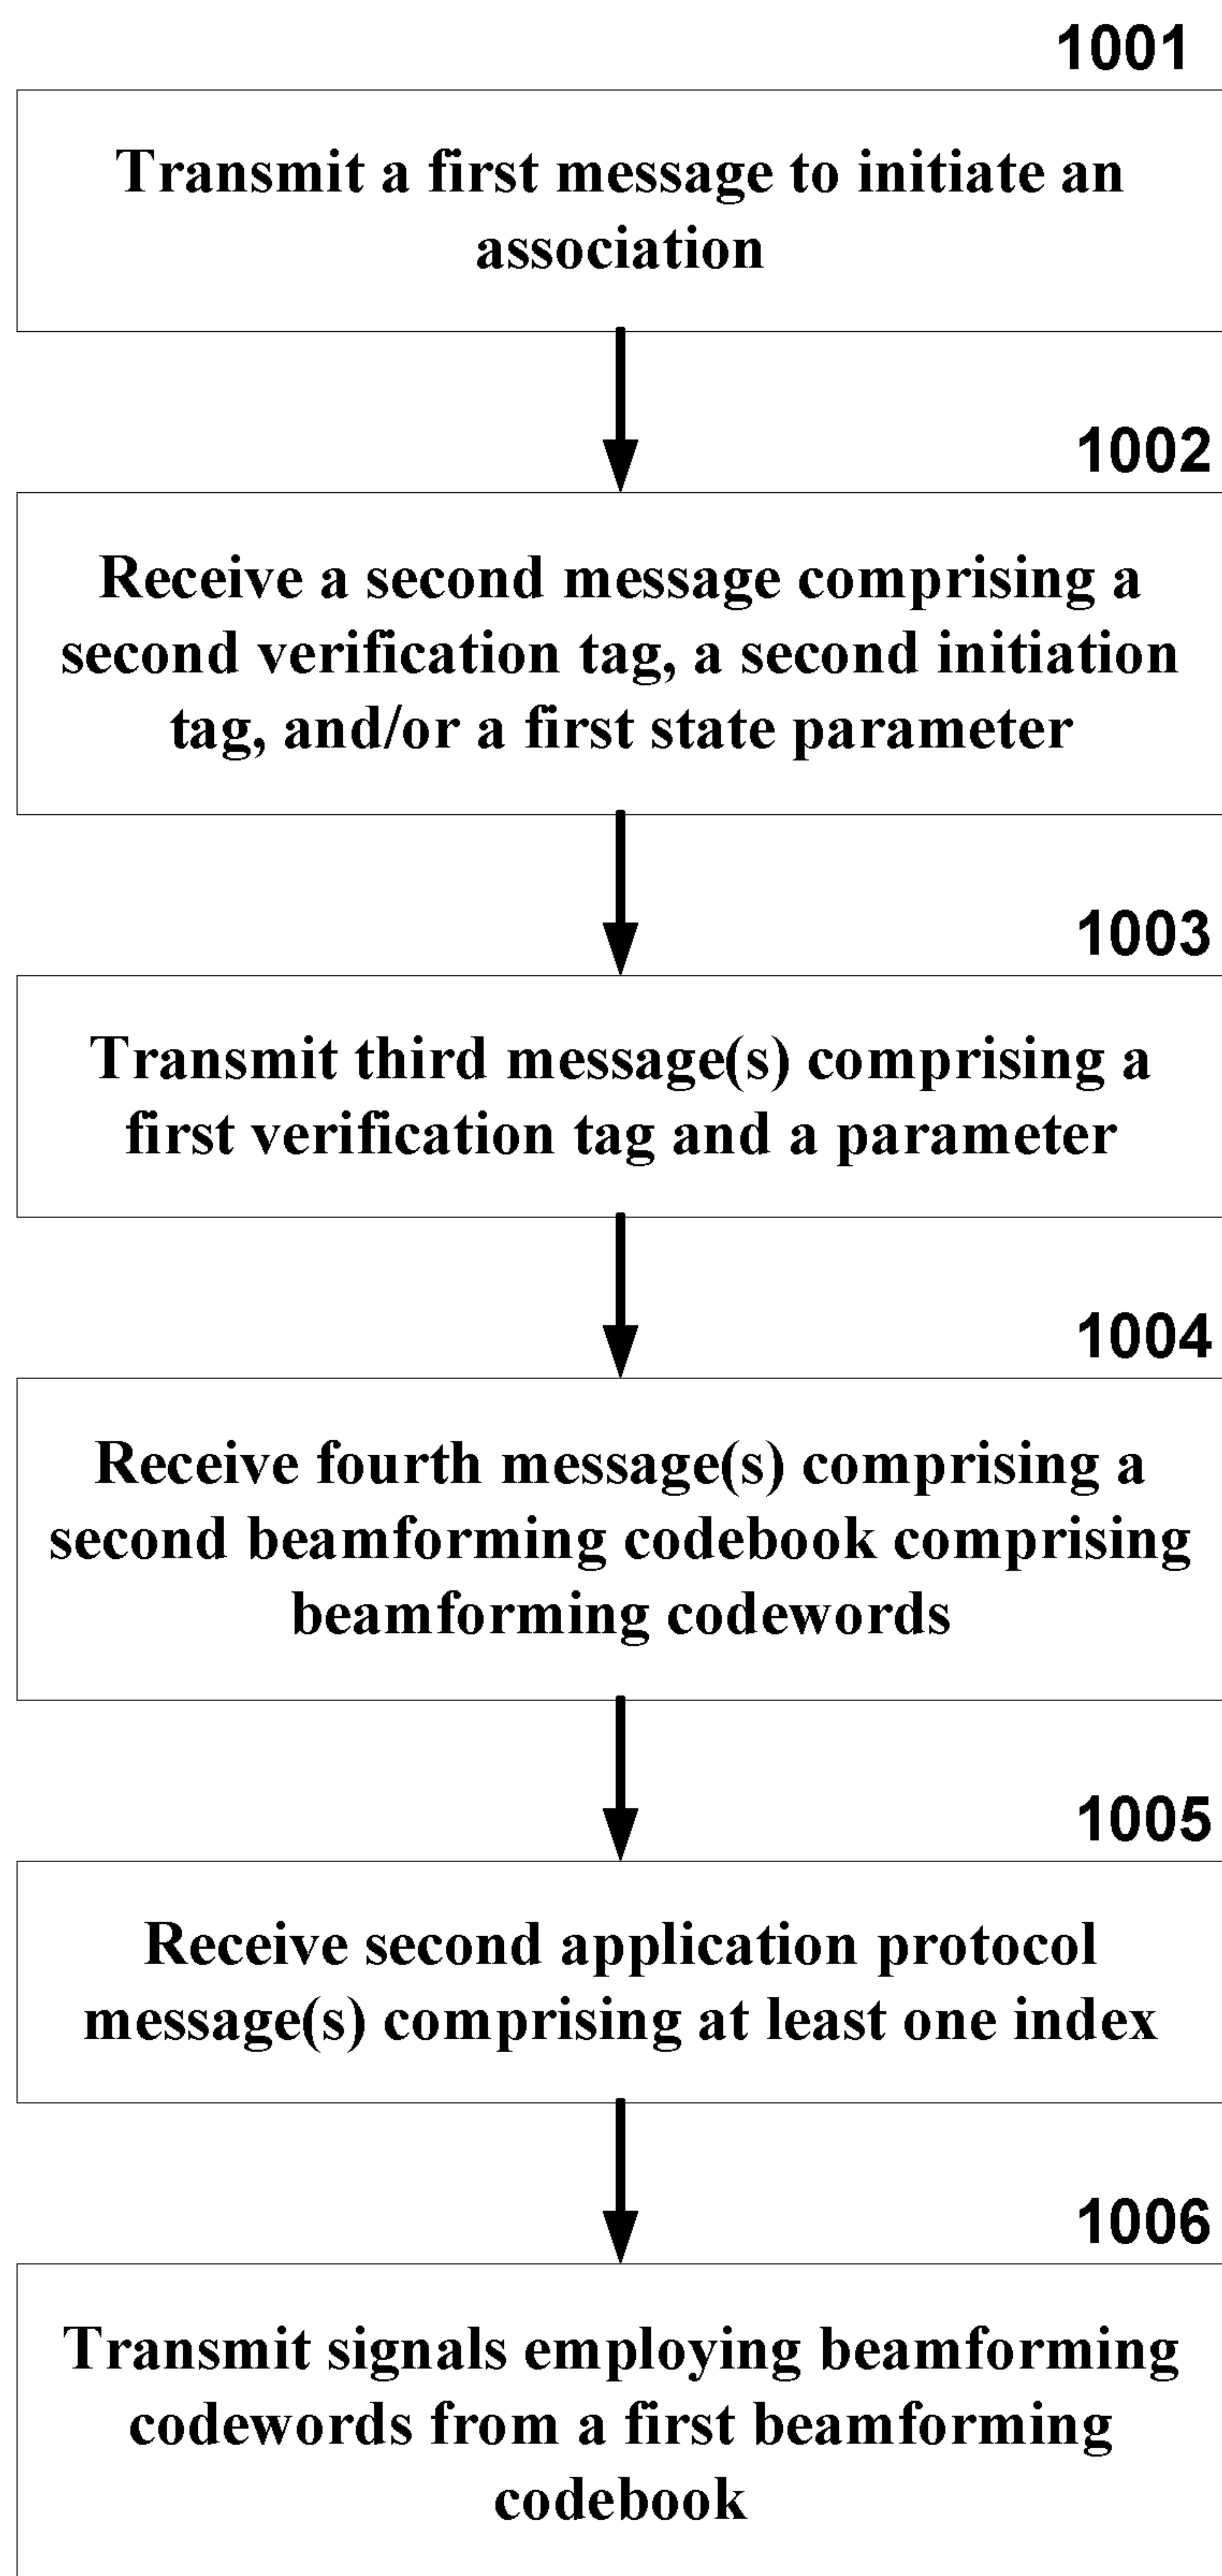 1001
Transmit a first message to initiate an
association
1002
Receive a second message comprising a
second verification tag, a second initiation
tag, and/or a first state parameter
1003
Transmit third message(s) comprising a
first verification tag and a parameter
1004
Receive fourth message(s) comprising a
second beamforming codebook comprising
beamforming codewords
1005
Receive second application protocol
message(s) comprising at least one index
1006
Transmit signals employing beamforming
codewords from a first beamforming
codebook